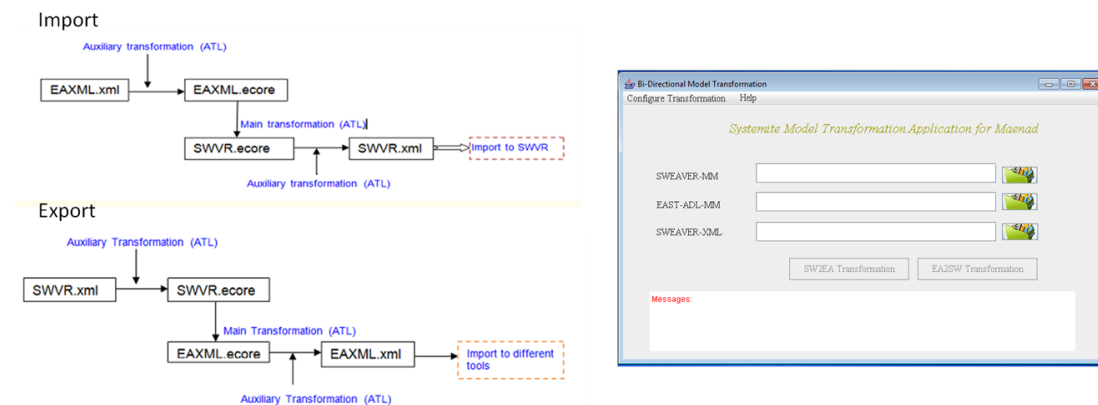 Import
Auxiliary transformation (ATL)
EAXML.xml
EAXML.ecore
Main transformation (ATL)
SWVR.ecore
SWVR.xml
Import to SWVR
Auxiliary transformation (ATL)
Export
Auxiliary Transformation (ATL)
SWVR.xml
SWVR.ecore
Main Transformation (ATL)
EAXML.ecore
EAXML.xml
Import to different
tools
Auxiliary Transformation (ATL)
Bi-Directional Model Transformation
Configure Transformation Help
Systemite Model Transformation Application for Maenad
SWEAVER-MM
EAST-ADL-MM
SWEAVER-XML
SW2EA Transformation
EA2SW Transformation
Messages: